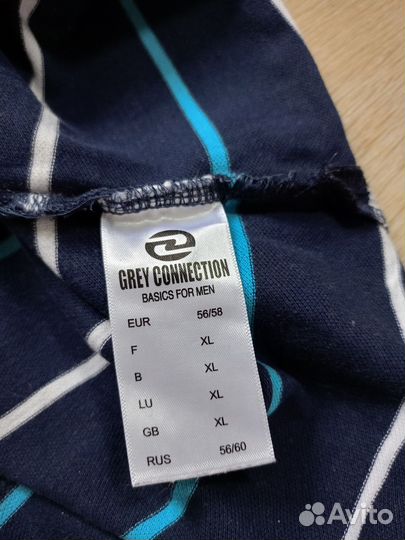 GREY CONNECTION
BASICS FOR MEN
EUR 56/58
F XL
B XL
LU XL
GB XL
RUS 56/60
Avito